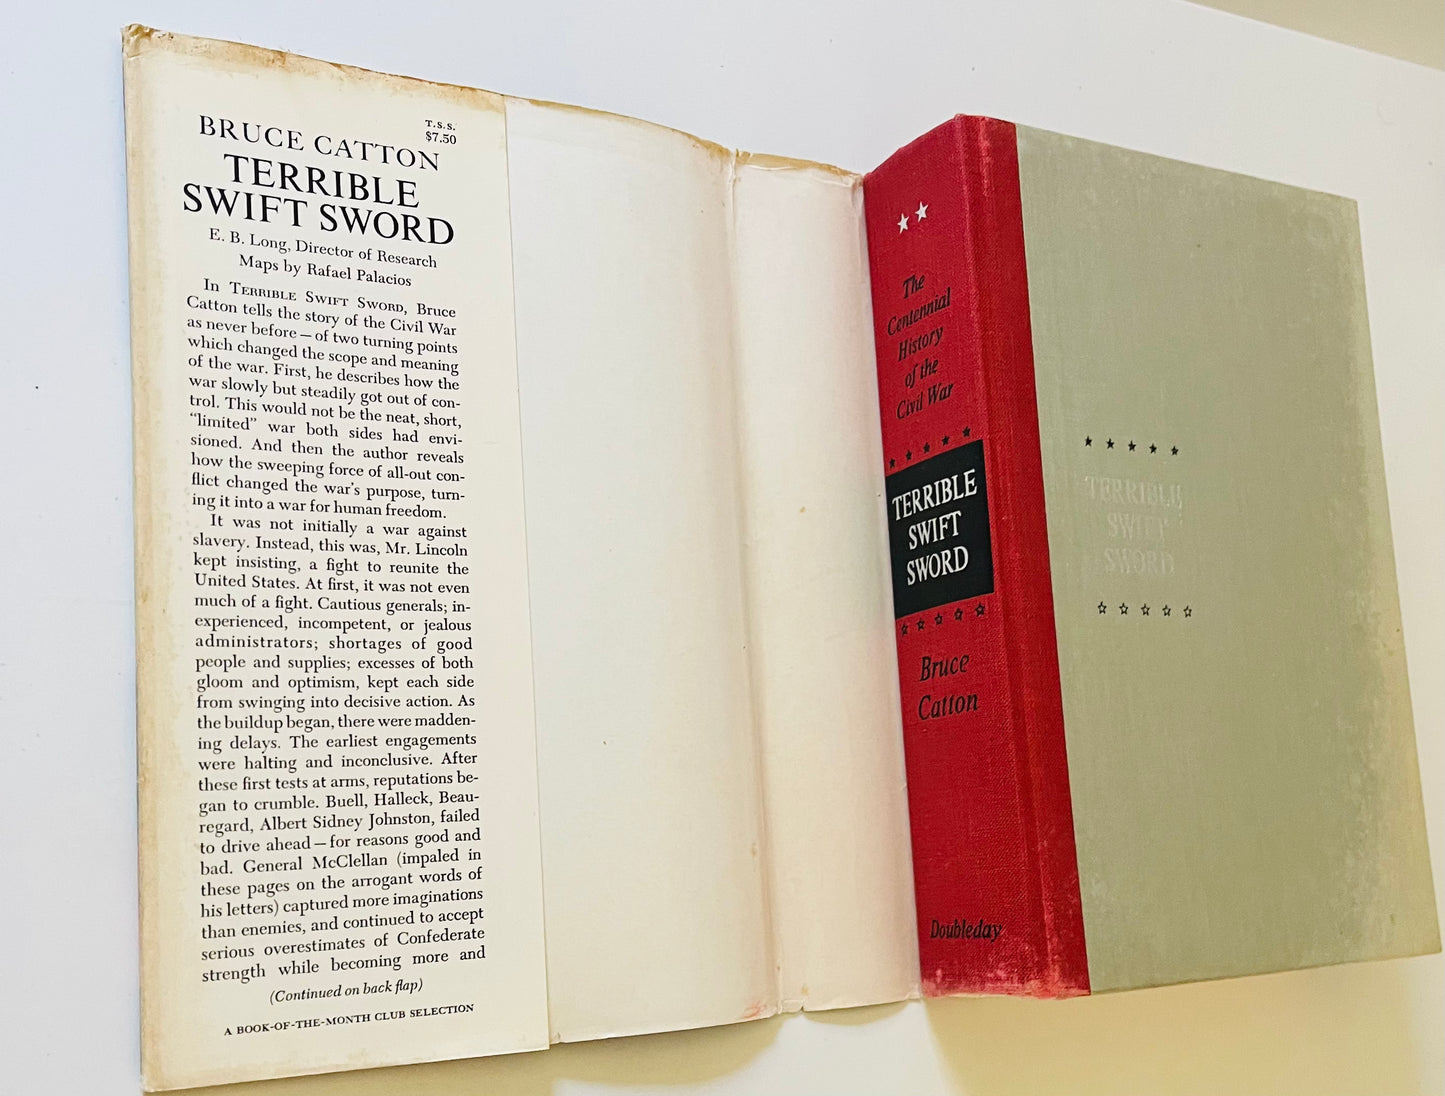 T.S.S.
$7.50
BRUCE CATTON
TERRIBLE
SWIFT SWORD
E. B. Long, Director of Research
Maps by Rafael Palacios
In TERRIBLE SWIFT SWORD, Bruce
Catton tells the story of the Civil War
as never before—of two turning points
which changed the scope and meaning
of the war. First, he describes how the
war slowly but steadily got out of con-
trol. This would not be the neat, short,
“limited” war both sides had envi-
sioned. And then the author reveals
how the sweeping force of all-out con-
flict changed the war’s purpose, turn-
ing it into a war for human freedom.
It was not initially a war against
slavery. Instead, this was, Mr. Lincoln
kept insisting, a fight to reunite the
United States. At first, it was not even
much of a fight. Cautious generals; in-
experienced, incompetent, or jealous
administrators; shortages of good
people and supplies; excesses of both
gloom and optimism, kept each side
from swinging into decisive action. As
the buildup began, there were madden-
ing delays. The earliest engagements
were halting and inconclusive. After
these first tests at arms, reputations be-
gan to crumble. Buell, Halleck, Beau-
regard, Albert Sidney Johnston, failed
to drive ahead—for reasons good and
bad. General McClellan (impaled in
these pages on the arrogant words of
his letters) captured more imaginations
than enemies, and continued to accept
serious overestimates of Confederate
strength while becoming more and
(Continued on back flap)
A BOOK-OF-THE-MONTH CLUB SELECTION
The
Centennial
History
of the
Civil War
TERRIBLE
SWIFT
SWORD
Bruce
Catton
Doubleday
TERRIBLE
SWIFT
SWORD